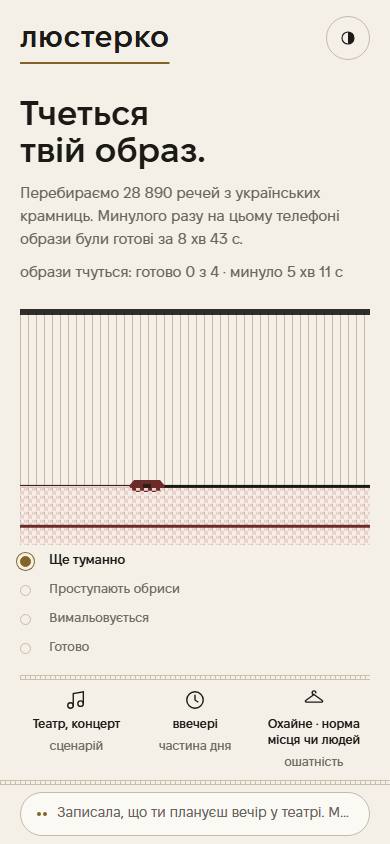 люстерко
Тчеться
твій образ.
Перебираємо 28 890 речей з українських
крамниць. Минулого разу на цьому телефоні
образи були готові за 8 хв 43 с.
образи тчуться: готово 0 з 4 · минуло 5 хв 11 с
Ще туманно
Проступають обриси
Вимальовується
Готово
Театр, концерт
сценарій
ввечері
частина дня
Охайне · норма
місця чи людей
ошатність
Записала, що ти плануєш вечір у театрі. М...